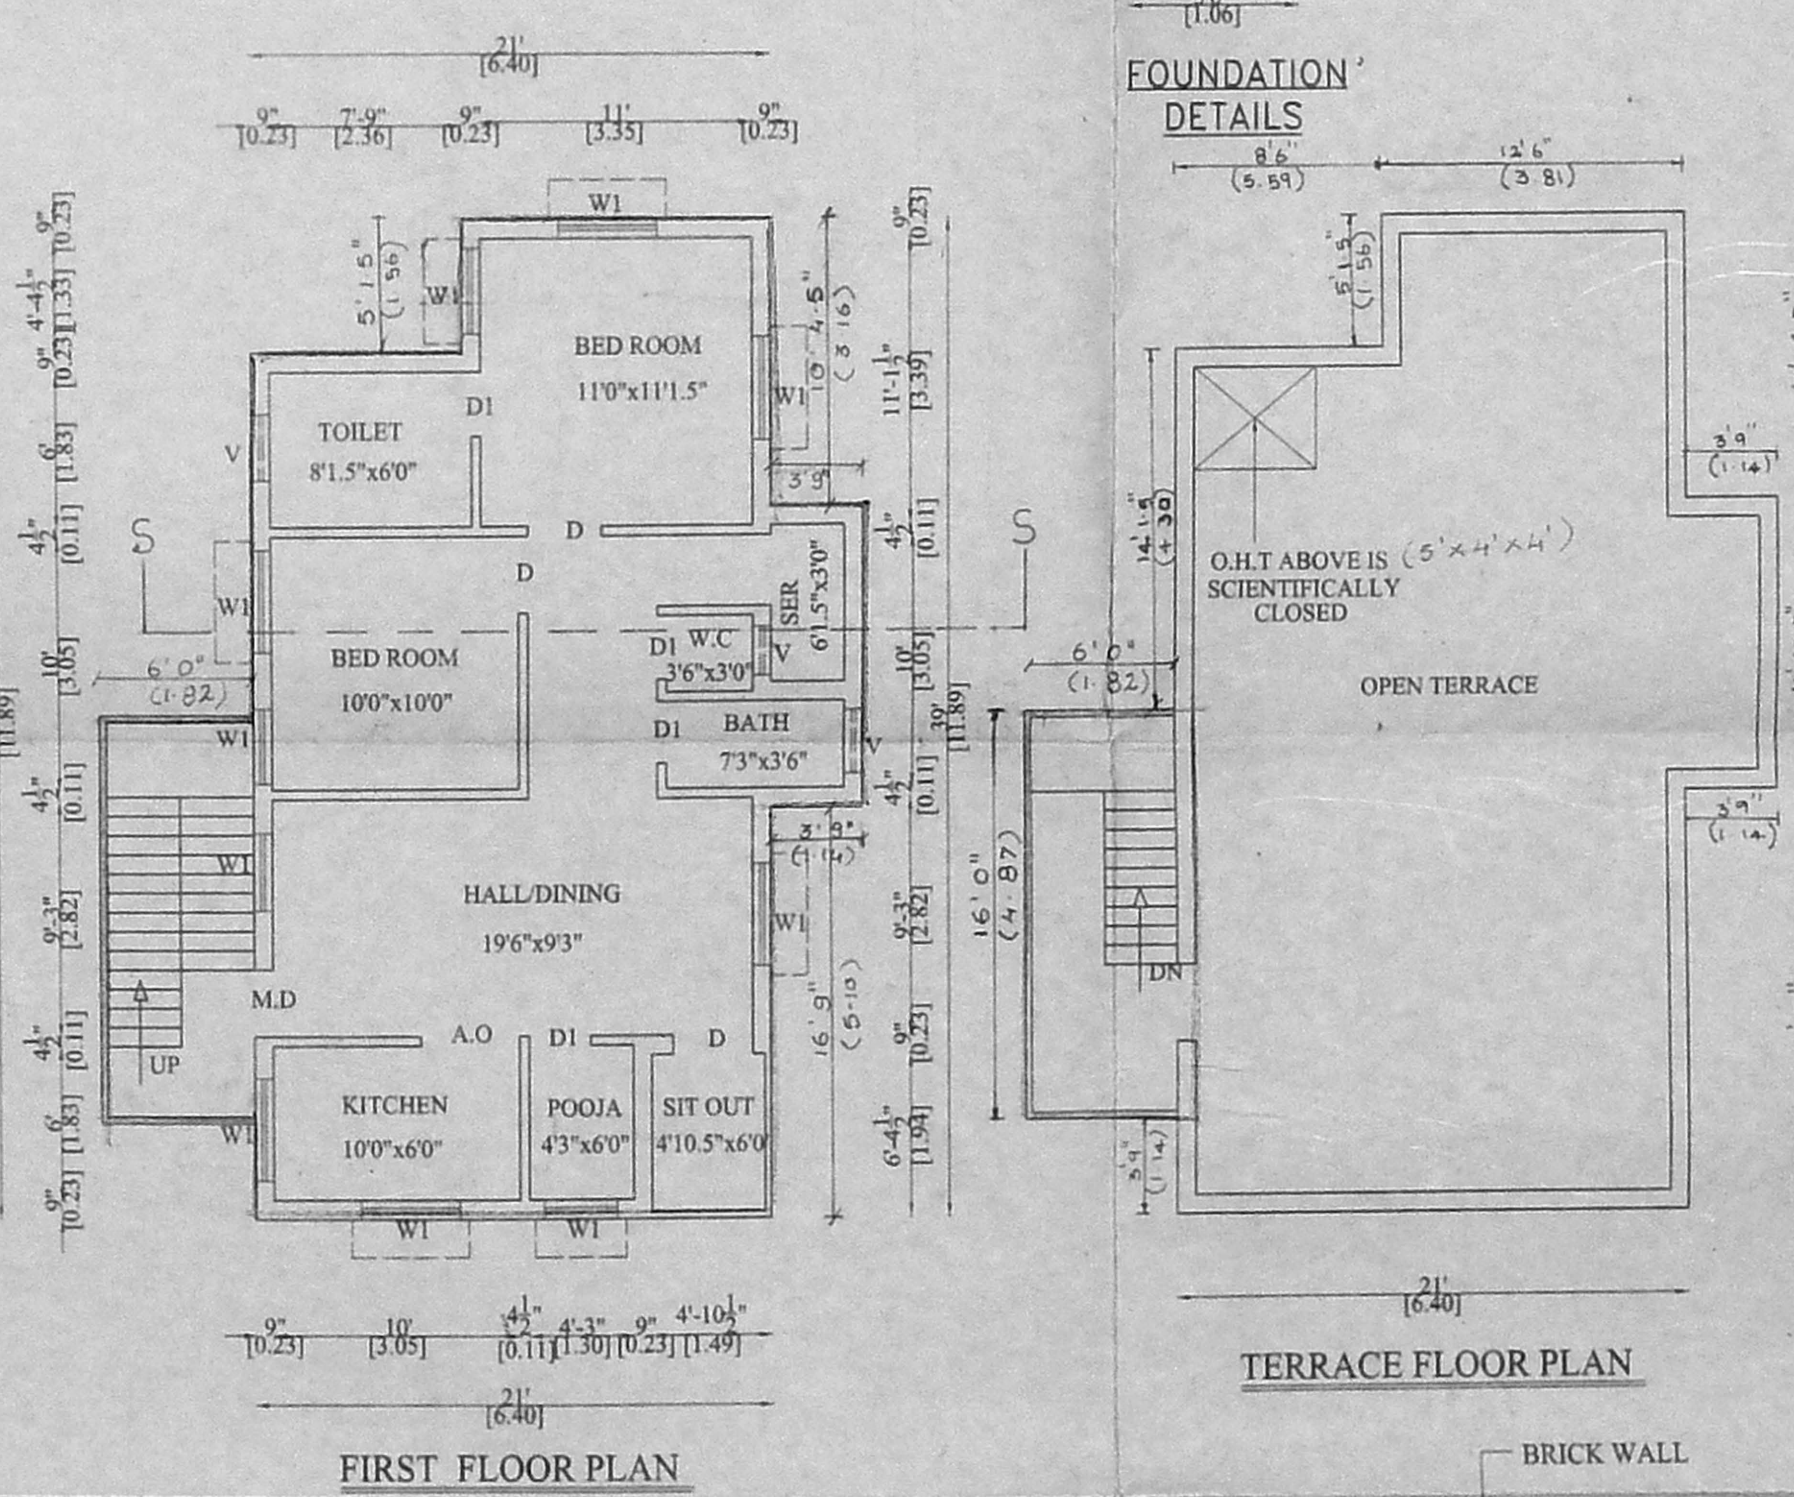 [1.06]
FOUNDATION
DETAILS
21'
[6.40]
9" 7'-9" 9" 11' 9"
[0.23] [2.36] [0.23] [3.35] [0.23]
8'6" 12'6"
(5.59) (3.81)
9"
[0.23]
4'-4½"
[1.33]
9"
[0.23]
6'
[1.83]
4½"
[0.11]
10'
[3.05]
4½"
[0.11]
9'-3"
[2.82]
4½"
[0.11]
6'
[1.83]
9"
[0.23]
[11.89]
W1
W1
5'1.5"
(1.56)
BED ROOM
11'0"x11'1.5"
W1
10' 4.5"
(3.16)
D1
TOILET
8'1.5"x6'0"
V
3'9"
S
D
D
W1
SER
6'1.5"x3'0"
S
D1
W.C
3'6"x3'0"
V
BED ROOM
10'0"x10'0"
6'0"
(1.82)
W1
D1
BATH
7'3"x3'6"
V
3'9"
(1.14)
W1
HALL/DINING
19'6"x9'3"
W1
16'9"
(5.10)
M.D
A.O
D1
D
UP
KITCHEN
10'0"x6'0"
POOJA
4'3"x6'0"
SIT OUT
4'10.5"x6'0
W1
W1
W1
9"
[0.23]
11'-1½"
[3.39]
4½"
[0.11]
10'
[3.05]
39'
[11.89]
4½"
[0.11]
9'-3"
[2.82]
9"
[0.23]
6'-4½"
[1.94]
9" 10' 4½" 4'-3" 9" 4'-10½"
[0.23] [3.05] [0.11] [1.30] [0.23] [1.49]
21'
[6.40]
FIRST FLOOR PLAN
5'1.5"
(1.56)
3'9"
(1.14)
14'1.5"
(4.30)
O.H.T ABOVE IS (5'x4'x4')
SCIENTIFICALLY
CLOSED
6'0"
(1.82)
OPEN TERRACE
3'9"
(1.14)
16'0"
(4.87)
DN
3'9"
(1.14)
21'
[6.40]
TERRACE FLOOR PLAN
BRICK WALL